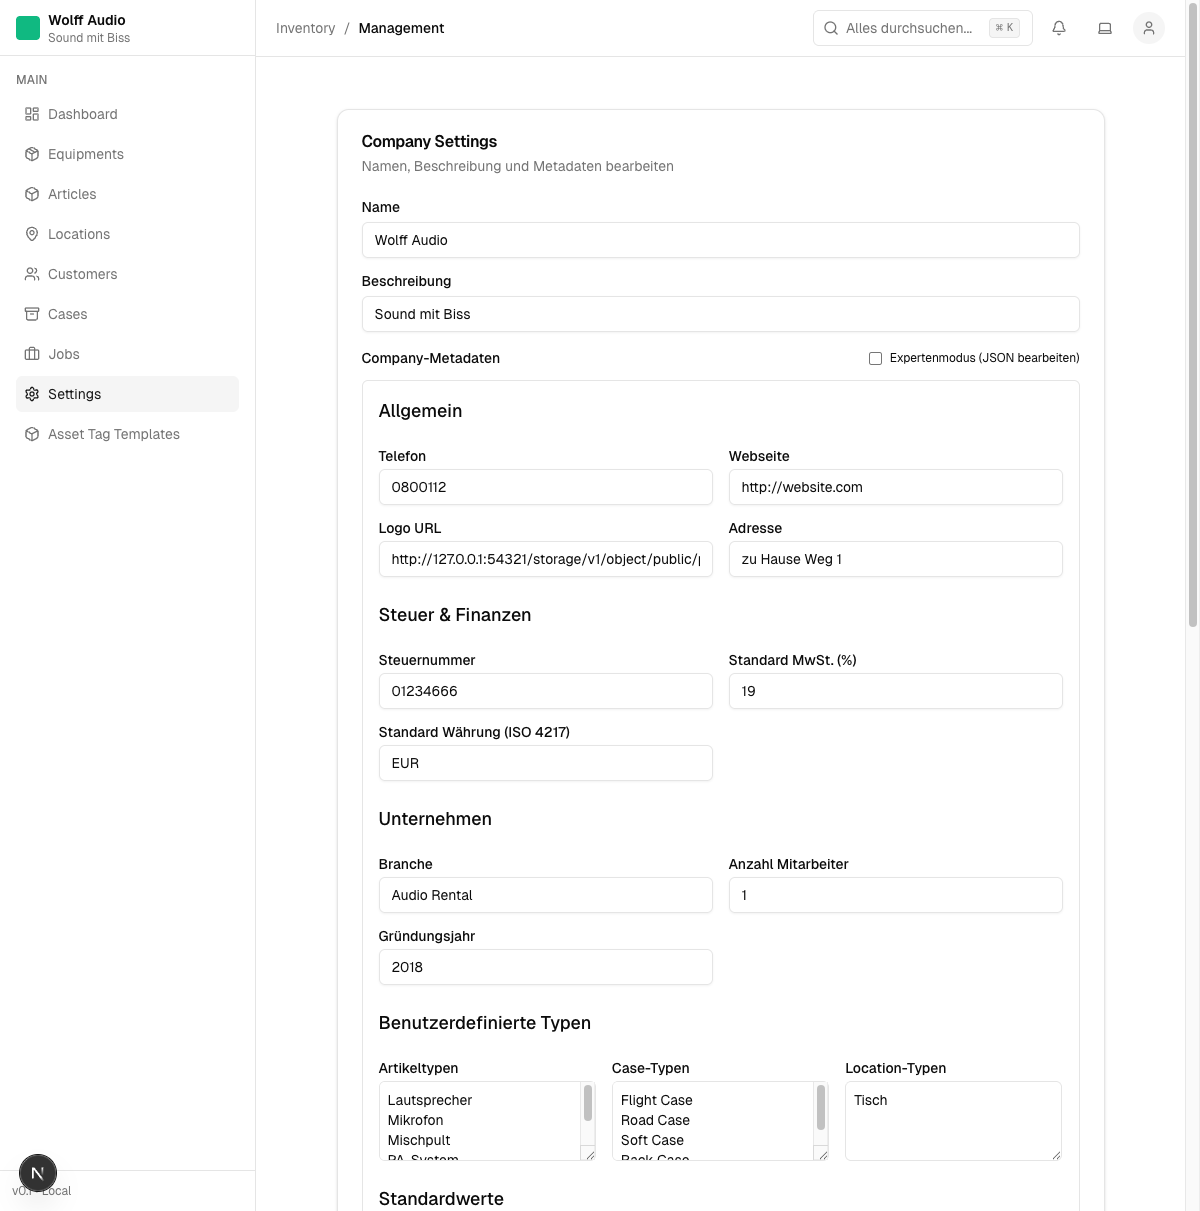 Wolff Audio
Sound mit Biss
MAIN
Dashboard
Equipments
Articles
Locations
Customers
Cases
Jobs
Settings
Asset Tag Templates
Inventory / Management
Alles durchsuchen... ⌘ K
Company Settings
Namen, Beschreibung und Metadaten bearbeiten
Name
Wolff Audio
Beschreibung
Sound mit Biss
Company-Metadaten Expertenmodus (JSON bearbeiten)
Allgemein
Telefon Webseite
0800112 http://website.com
Logo URL Adresse
http://127.0.0.1:54321/storage/v1/object/public/ zu Hause Weg 1
Steuer & Finanzen
Steuernummer Standard MwSt. (%)
01234666 19
Standard Währung (ISO 4217)
EUR
Unternehmen
Branche Anzahl Mitarbeiter
Audio Rental 1
Gründungsjahr
2018
Benutzerdefinierte Typen
Artikeltypen Case-Typen Location-Typen
Lautsprecher Flight Case Tisch
Mikrofon Road Case
Mischpult Soft Case
PA-System Rack Case
Standardwerte
N
Local